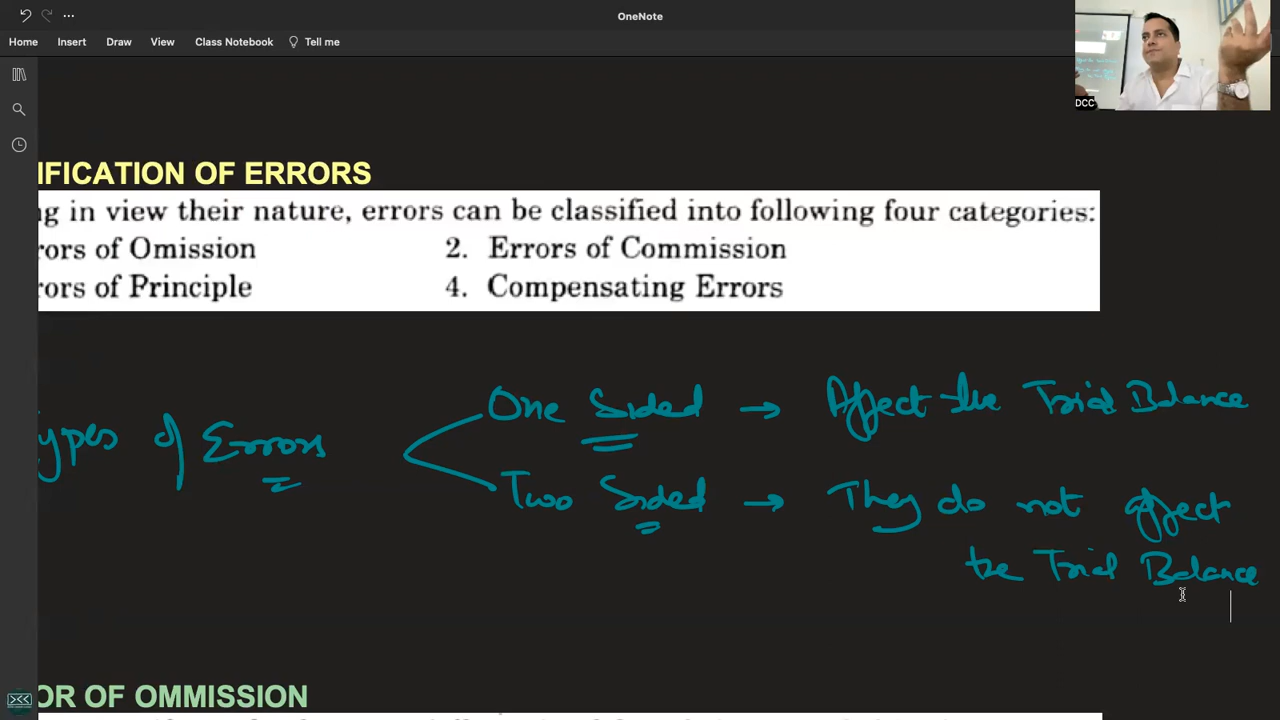 OneNote
Home Insert Draw View Class Notebook Tell me
DCC
IFICATION OF ERRORS
ng in view their nature, errors can be classified into following four categories:
rors of Omission 2. Errors of Commission
rors of Principle 4. Compensating Errors
One Sided → Affect the Trial Balance
ypes of Errors
Two Sided → They do not affect
the Trial Balance
OR OF OMMISSION